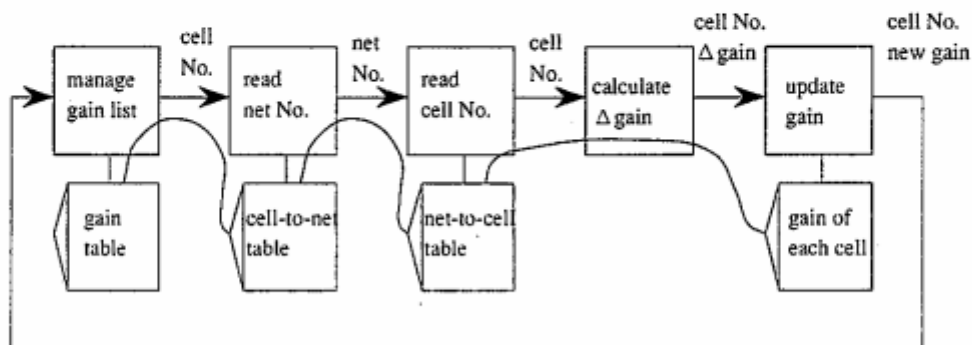 manage
gain list
cell
No.
read
net No.
net
No.
read
cell No.
cell
No.
calculate
Δ gain
cell No.
Δ gain
update
gain
cell No.
new gain
gain
table
cell-to-net
table
net-to-cell
table
gain of
each cell